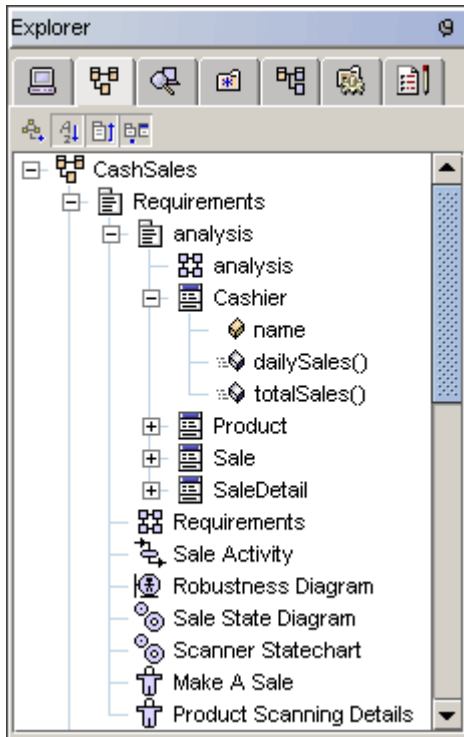 Explorer
CashSales
Requirements
analysis
analysis
Cashier
name
dailySales()
totalSales()
Product
Sale
SaleDetail
Requirements
Sale Activity
Robustness Diagram
Sale State Diagram
Scanner Statechart
Make A Sale
Product Scanning Details